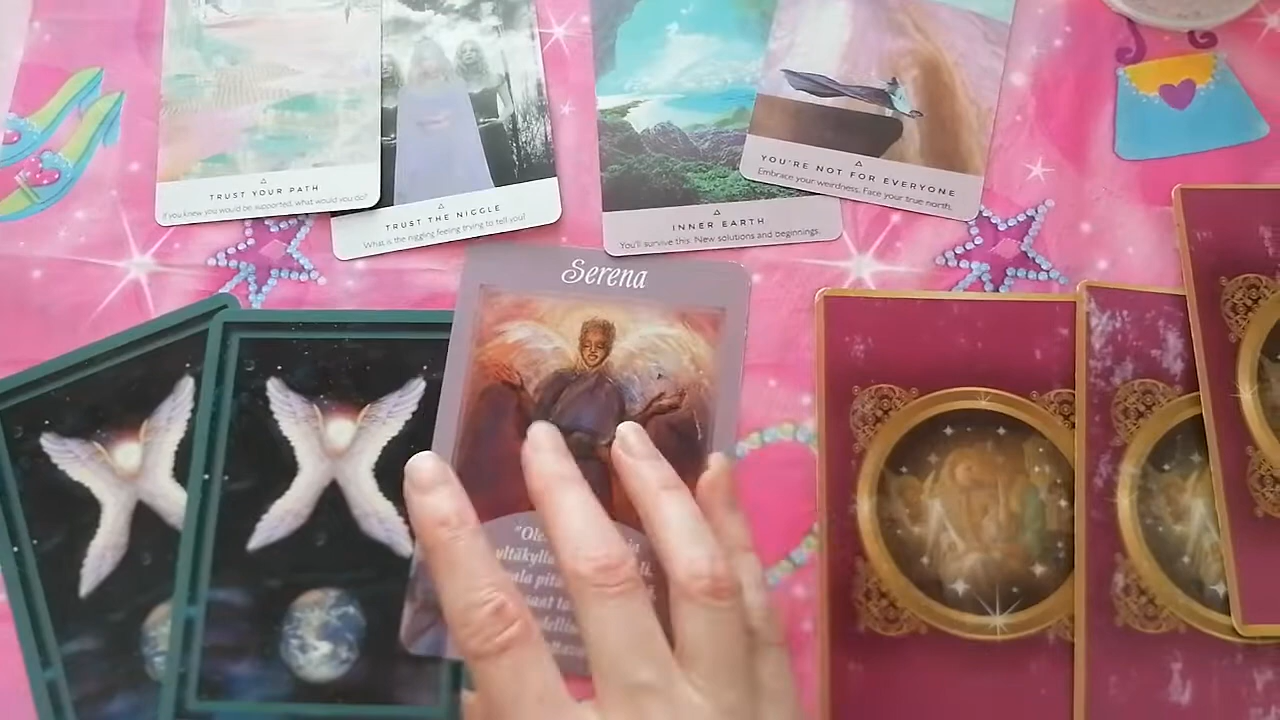 TRUST YOUR PATH
If you knew you would be supported, what would you do?
TRUST THE NIGGLE
What is the niggling feeling trying to tell you?
INNER EARTH
You'll survive this. New solutions and beginnings.
YOU'RE NOT FOR EVERYONE
Embrace your weirdness. Face your true north.
Serena